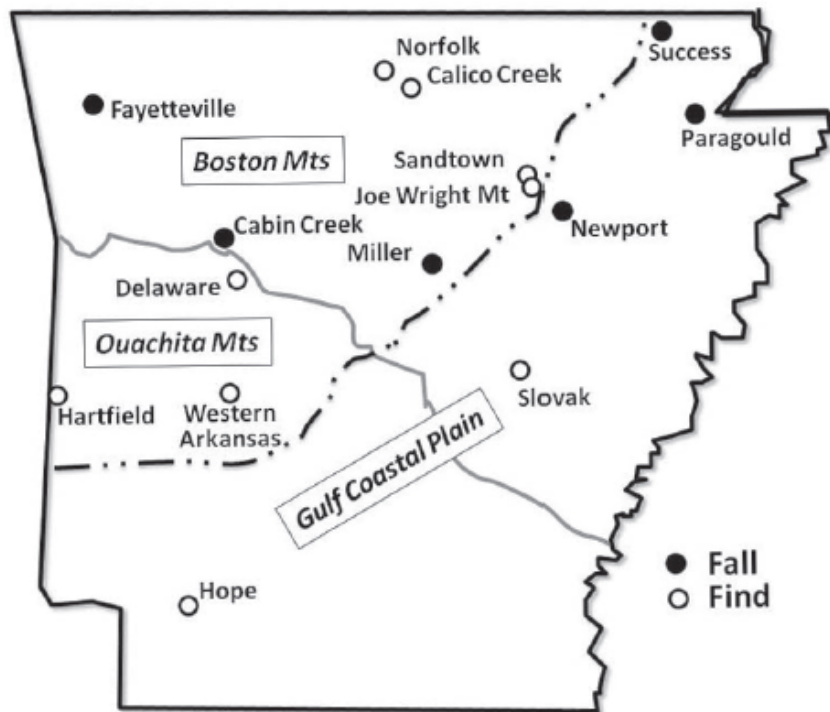 Norfolk
Success
Calico Creek
Fayetteville
Paragould
Boston Mts
Sandtown
Joe Wright Mt
Newport
Cabin Creek
Miller
Delaware
Ouachita Mts
Hartfield
Western
Arkansas
Slovak
Gulf Coastal Plain
Fall
Find
Hope